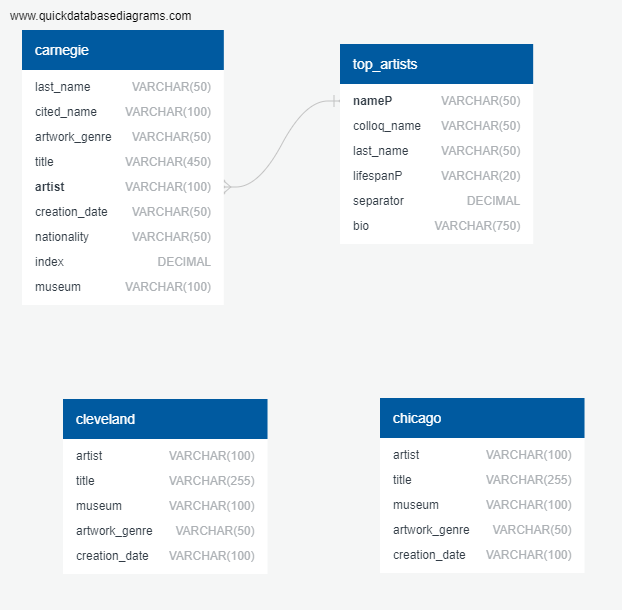 www.quickdatabasediagrams.com
carnegie
last_name VARCHAR(50)
cited_name VARCHAR(100)
artwork_genre VARCHAR(50)
title VARCHAR(450)
artist VARCHAR(100)
creation_date VARCHAR(50)
nationality VARCHAR(50)
index DECIMAL
museum VARCHAR(100)
top_artists
nameP VARCHAR(50)
colloq_name VARCHAR(50)
last_name VARCHAR(50)
lifespanP VARCHAR(20)
separator DECIMAL
bio VARCHAR(750)
cleveland
artist VARCHAR(100)
title VARCHAR(255)
museum VARCHAR(100)
artwork_genre VARCHAR(50)
creation_date VARCHAR(100)
chicago
artist VARCHAR(100)
title VARCHAR(255)
museum VARCHAR(100)
artwork_genre VARCHAR(50)
creation_date VARCHAR(100)